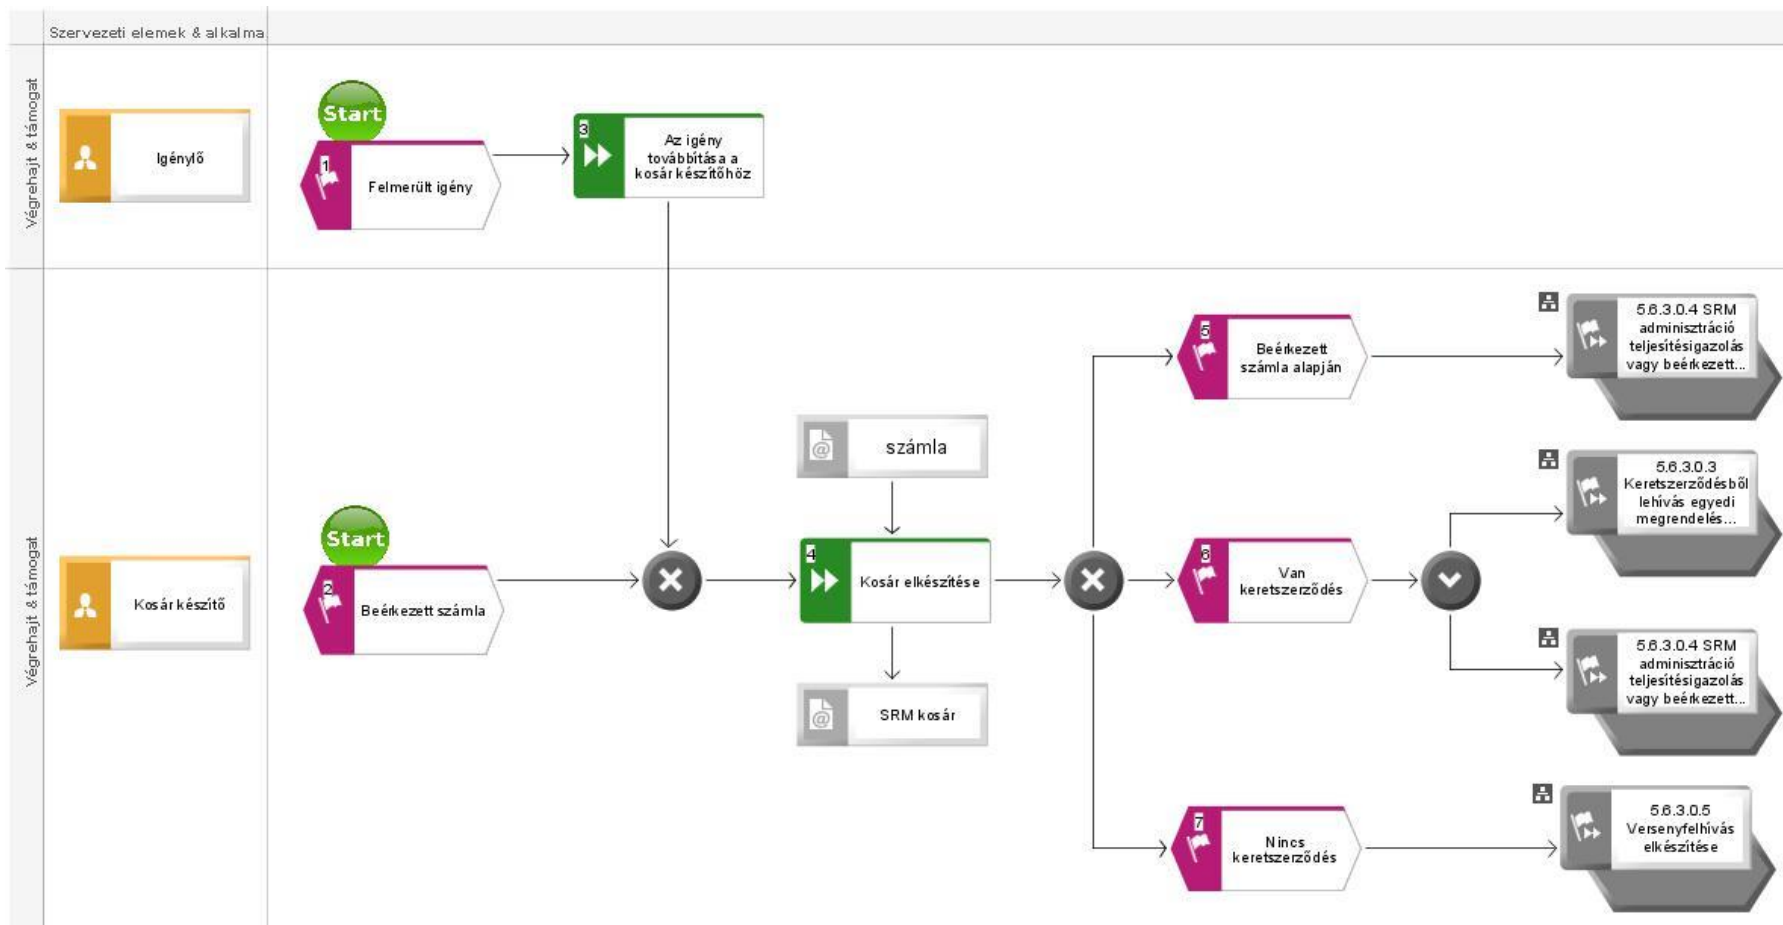 Szervezeti elemek & alkalma
Végrehajt & támogat
Igénylő
Start
1
Felmerült igény
3
Az igény
továbbítása a
kosár készítőhöz
Végrehajt & támogat
Kosár készítő
Start
2
Beérkezett számla
számla
4
Kosár elkészítése
SRM kosár
5
Beérkezett
számla alapján
5.6.3.0.4 SRM
adminisztráció
teljesítésigazolás
vagy beérkezett...
6
Van
keretszerződés
5.6.3.0.3
Keretszerződésből
lehívás egyedi
megrendelés...
5.6.3.0.4 SRM
adminisztráció
teljesítésigazolás
vagy beérkezett...
7
Nincs
keretszerződés
5.6.3.0.5
Versenyfelhívás
elkészítése